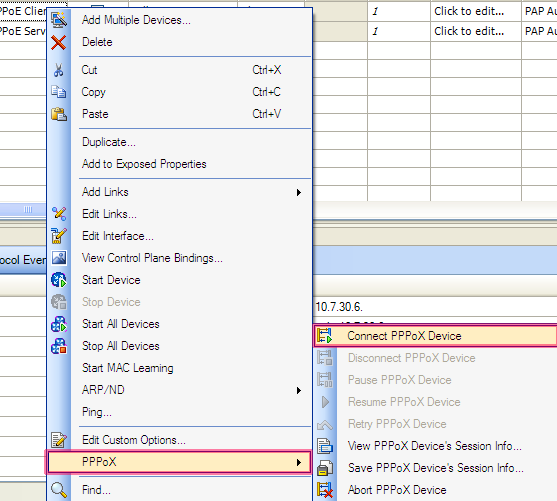 PPoE Clien
1 Click to edit... PAP Au
PPoE Serv
1 Click to edit... PAP Au
Add Multiple Devices...
Delete
Cut Ctrl+X
Copy Ctrl+C
Paste Ctrl+V
Duplicate...
Add to Exposed Properties
Add Links
Edit Links...
Edit Interface...
View Control Plane Bindings...
ocol Ever
Start Device
Stop Device
10.7.30.6.
Start All Devices
Stop All Devices
Start MAC Learning
ARP/ND
Ping...
Edit Custom Options...
PPPoX
Find...
Connect PPPoX Device
Disconnect PPPoX Device
Pause PPPoX Device
Resume PPPoX Device
Retry PPPoX Device
View PPPoX Device's Session Info...
Save PPPoX Device's Session Info...
Abort PPPoX Device